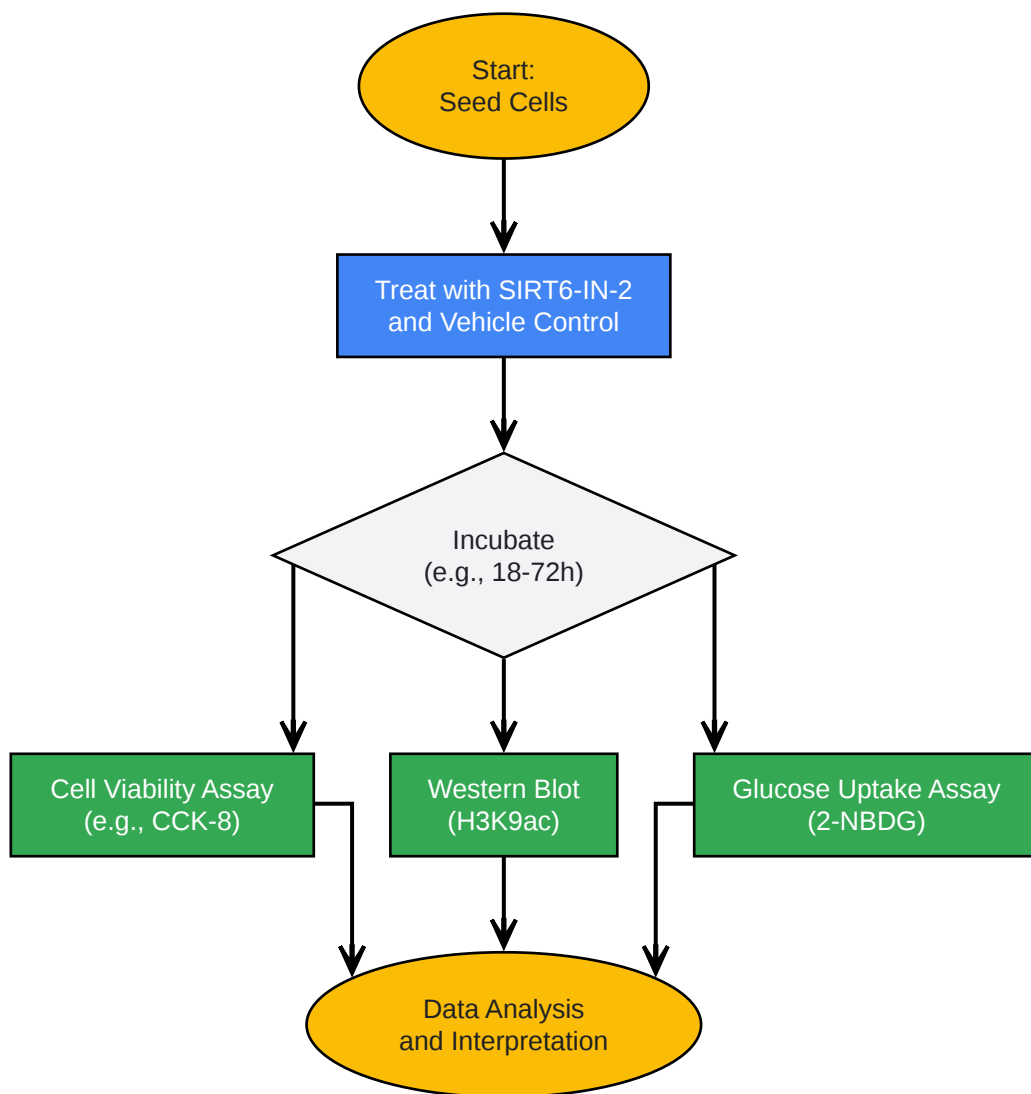 Start:
Seed Cells
Treat with SIRT6-IN-2
and Vehicle Control
Incubate
(e.g., 18-72h)
Cell Viability Assay
(e.g., CCK-8)
Western Blot
(H3K9ac)
Glucose Uptake Assay
(2-NBDG)
Data Analysis
and Interpretation